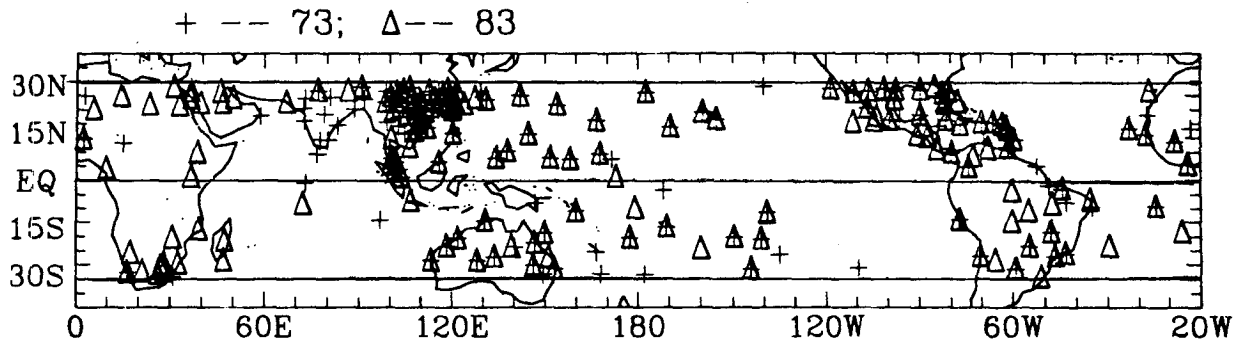 + -- 73; Δ-- 83
30N
15N
EQ
15S
30S
0 60E 120E 180 120W 60W 20W